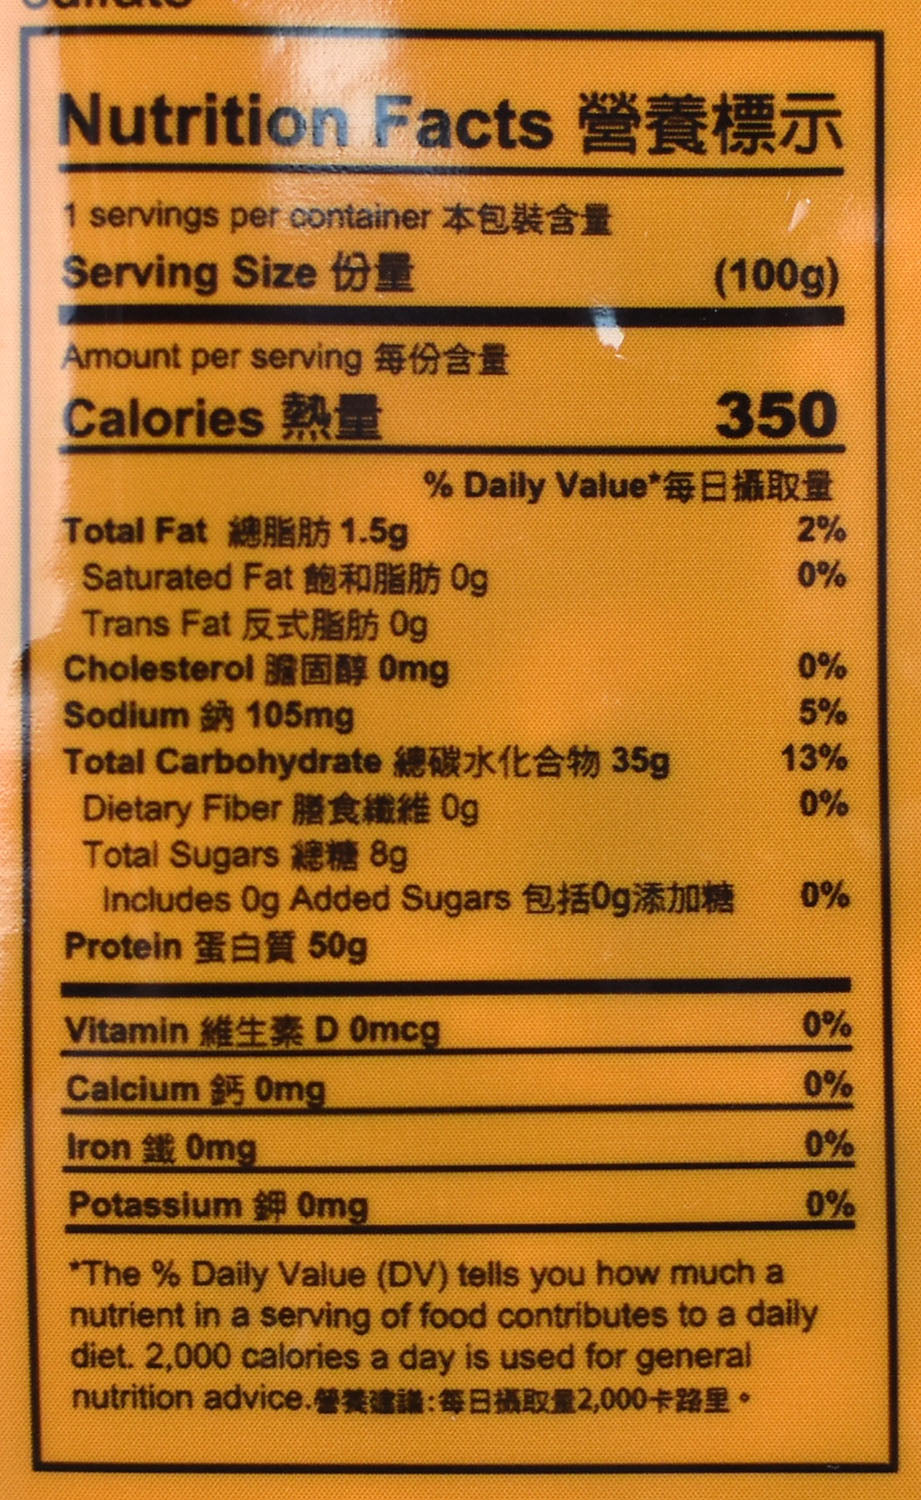 Nutrition Facts 營養標示
1 servings per container 本包裝含量
Serving Size 份量 (100g)
Amount per serving 每份含量
Calories 熱量 350
% Daily Value*每日攝取量
Total Fat 總脂肪 1.5g 2%
Saturated Fat 飽和脂肪 0g 0%
Trans Fat 反式脂肪 0g
Cholesterol 膽固醇 0mg 0%
Sodium 鈉 105mg 5%
Total Carbohydrate 總碳水化合物 35g 13%
Dietary Fiber 膳食纖維 0g 0%
Total Sugars 總糖 8g
Includes 0g Added Sugars 包括0g添加糖 0%
Protein 蛋白質 50g
Vitamin 維生素 D 0mcg 0%
Calcium 鈣 0mg 0%
Iron 鐵 0mg 0%
Potassium 鉀 0mg 0%
*The % Daily Value (DV) tells you how much a
nutrient in a serving of food contributes to a daily
diet. 2,000 calories a day is used for general
nutrition advice.營養建議:每日攝取量2,000卡路里。